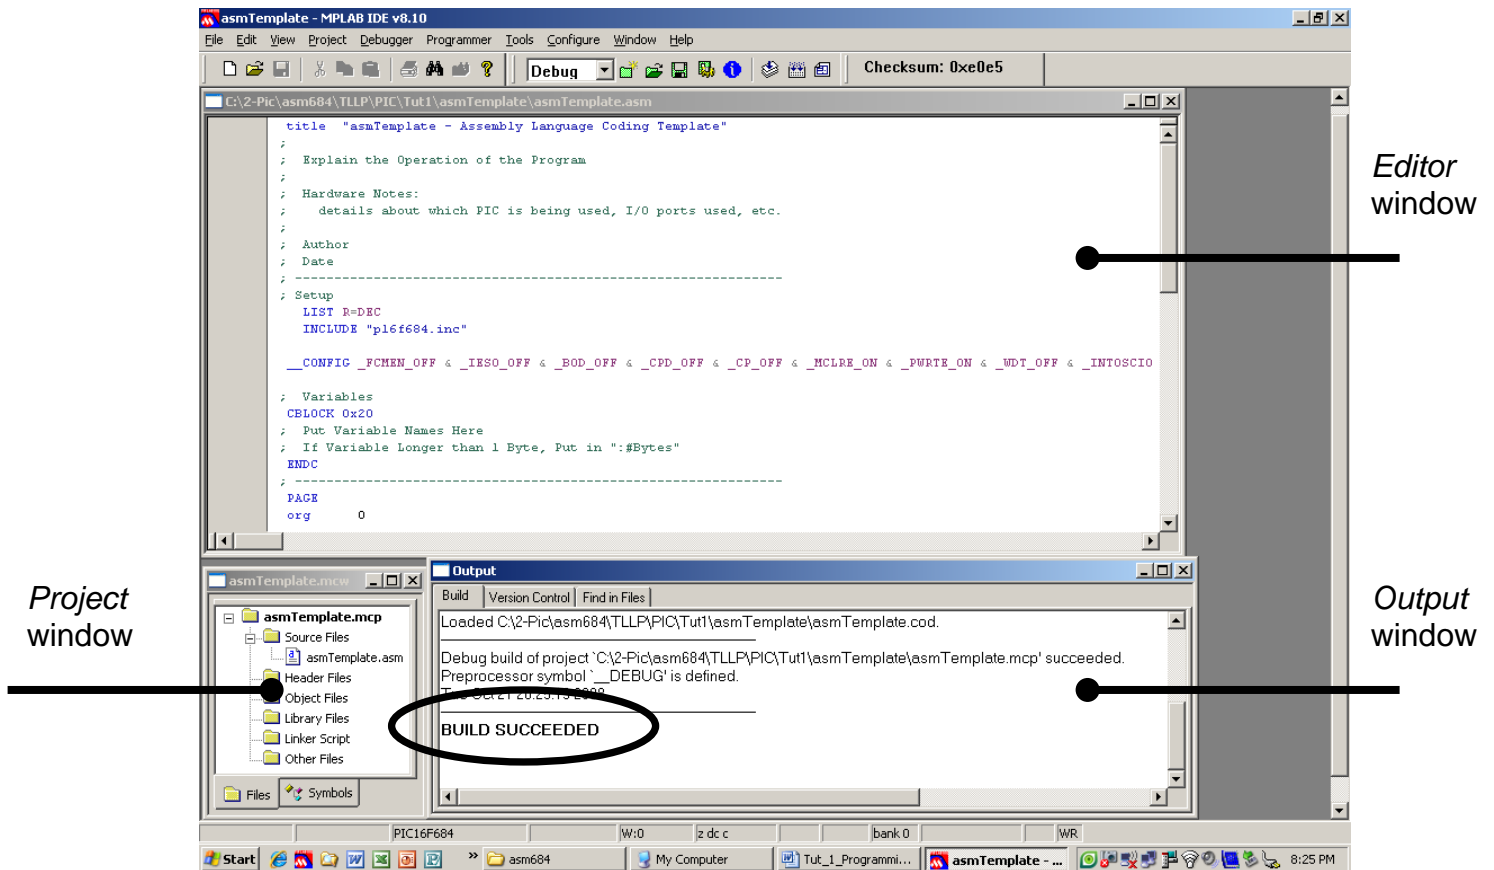 asmTemplate - MPLAB IDE v8.10
File Edit View Project Debugger Programmer Tools Configure Window Help
Debug
Checksum: 0xe0e5
C:\2-Pic\asm684\TLLP\PIC\Tut1\asmTemplate\asmTemplate.asm
title "asmTemplate - Assembly Language Coding Template"
;
; Explain the Operation of the Program
;
; Hardware Notes:
; details about which PIC is being used, I/O ports used, etc.
;
; Author
; Date
; --------------------------------------------------------------
; Setup
LIST R=DEC
INCLUDE "p16f684.inc"
__CONFIG _FCMEN_OFF & _IESO_OFF & _BOD_OFF & _CPD_OFF & _CP_OFF & _MCLRE_ON & _PWRTE_ON & _WDT_OFF & _INTOSCIO
; Variables
CBLOCK 0x20
; Put Variable Names Here
; If Variable Longer than 1 Byte, Put in ":#Bytes"
ENDC
; --------------------------------------------------------------
PAGE
org 0
Editor
window
Project
window
asmTemplate.mcw
asmTemplate.mcp
Source Files
asmTemplate.asm
Header Files
Object Files
Library Files
Linker Script
Other Files
Files Symbols
Output
Build Version Control Find in Files
Loaded C:\2-Pic\asm684\TLLP\PIC\Tut1\asmTemplate\asmTemplate.cod.
Debug build of project `C:\2-Pic\asm684\TLLP\PIC\Tut1\asmTemplate\asmTemplate.mcp' succeeded.
Preprocessor symbol `__DEBUG' is defined.
BUILD SUCCEEDED
Output
window
PIC16F684 W:0 z dc c bank 0 WR
Start asm684 My Computer Tut_1_Programmi... asmTemplate - ... 8:25 PM